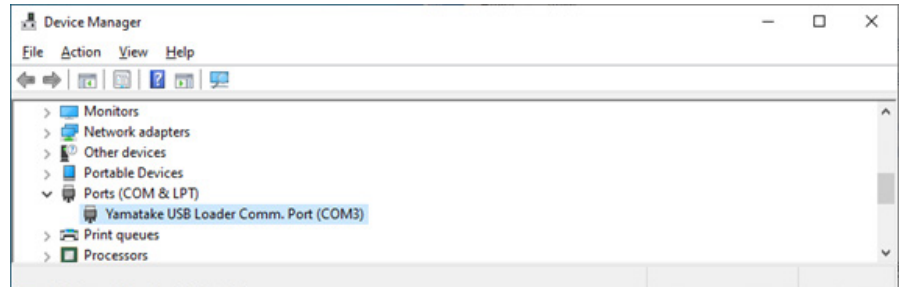 Device Manager
File Action View Help
Monitors
Network adapters
Other devices
Portable Devices
Ports (COM & LPT)
Yamatake USB Loader Comm. Port (COM3)
Print queues
Processors